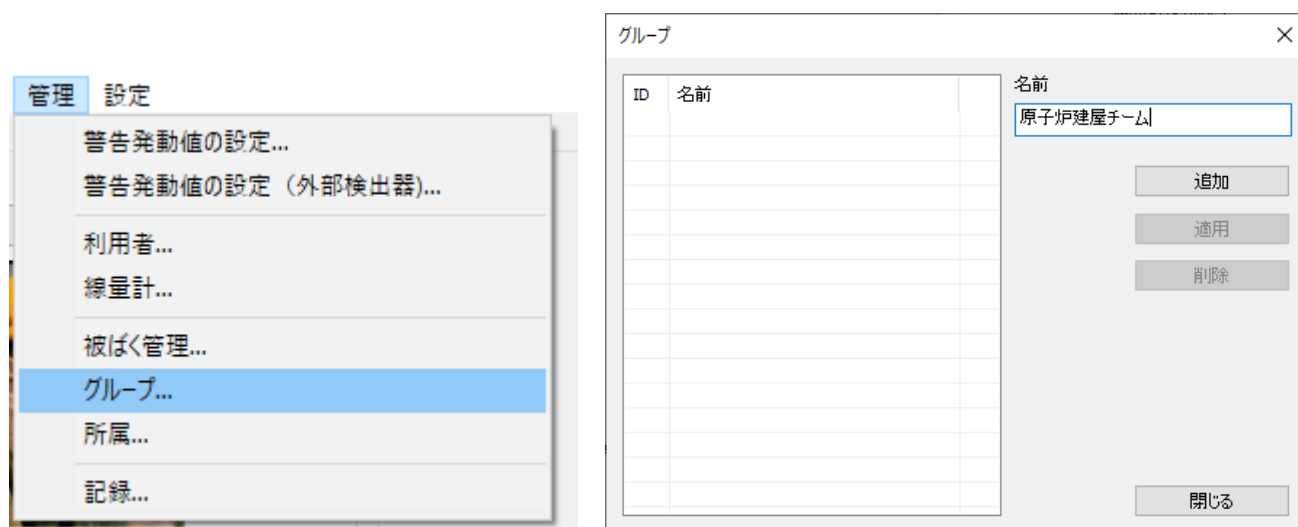 管理 設定
警告発動値の設定...
警告発動値の設定（外部検出器)...
利用者...
線量計...
被ばく管理...
グループ...
所属...
記録...
グループ
ID 名前
名前
原子炉建屋チーム
追加
適用
削除
閉じる